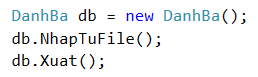 DanhBa db = new DanhBa();
db.NhapTuFile();
db.Xuat();